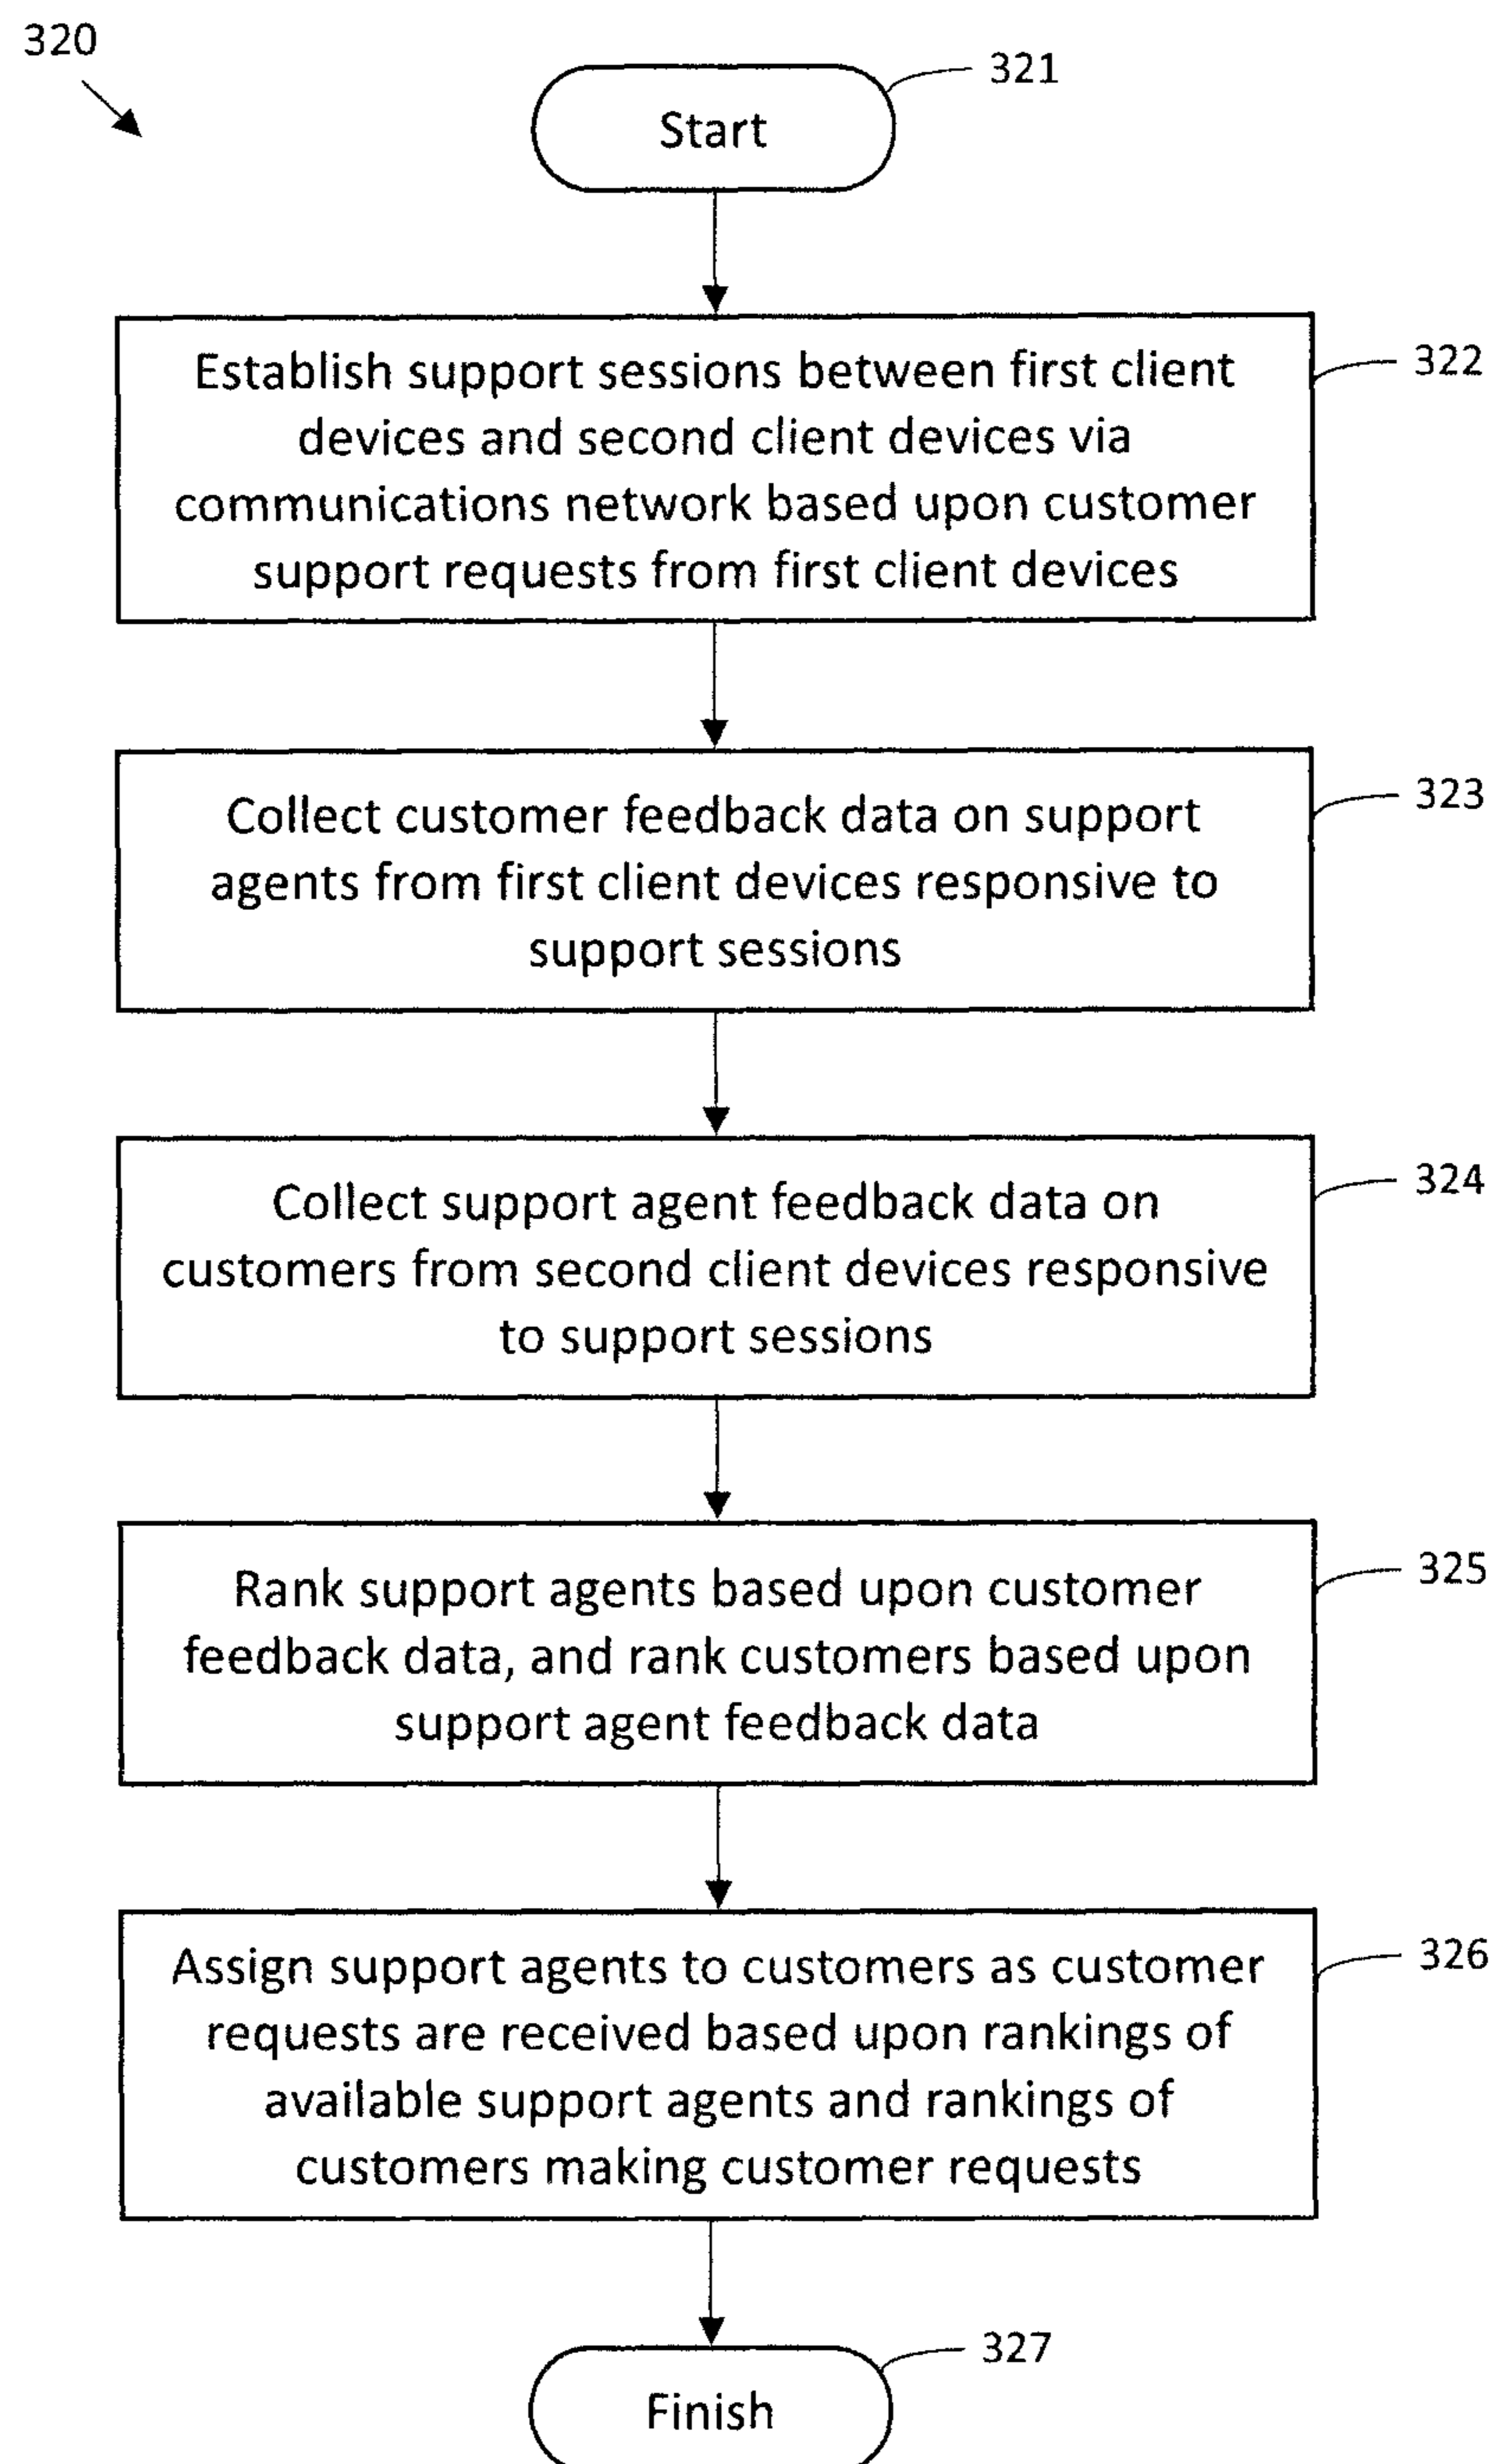 320
321
Start
Establish support sessions between first client
322
devices and second client devices via
communications network based upon customer
support requests from first client devices
Collect customer feedback data on support
323
agents from first client devices responsive to
support sessions
Collect support agent feedback data on
324
customers from second client devices responsive
to support sessions
Rank support agents based upon customer
325
feedback data, and rank customers based upon
support agent feedback data
Assign support agents to customers as customer
326
requests are received based upon rankings of
available support agents and rankings of
customers making customer requests
327
Finish